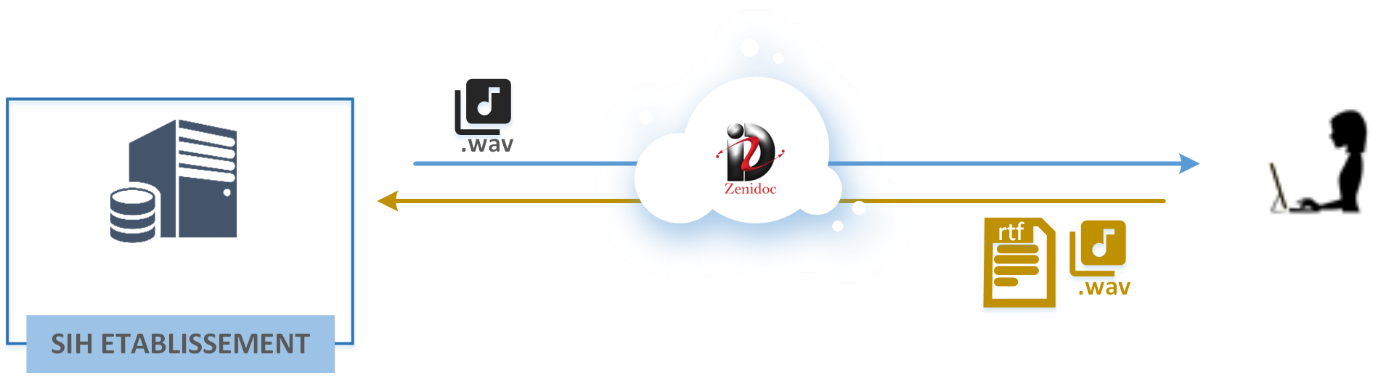 .wav
Zenidoc
rtf
.wav
SIH ETABLISSEMENT